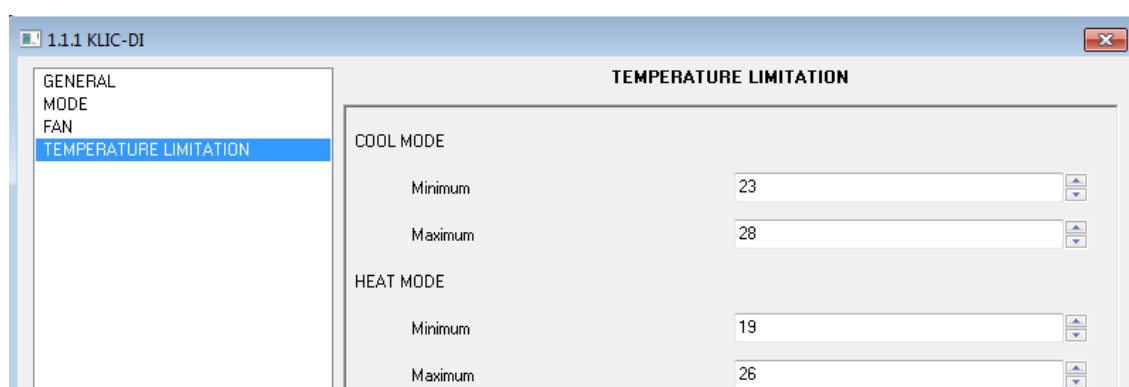 1.1.1 KLIC-DI
GENERAL
MODE
FAN
TEMPERATURE LIMITATION
TEMPERATURE LIMITATION
COOL MODE
Minimum 23
Maximum 28
HEAT MODE
Minimum 19
Maximum 26